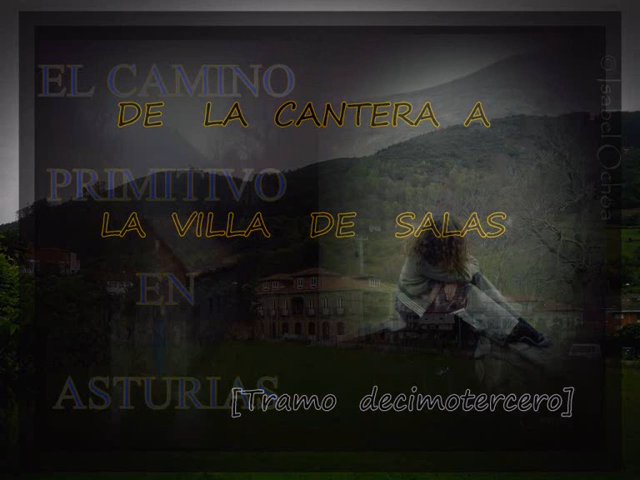 EL CAMINO
PRIMITIVO
EN
ASTURIAS
DE LA CANTERA A
LA VILLA DE SALAS
[Tramo decimotercero]
©Isabel Ochoa